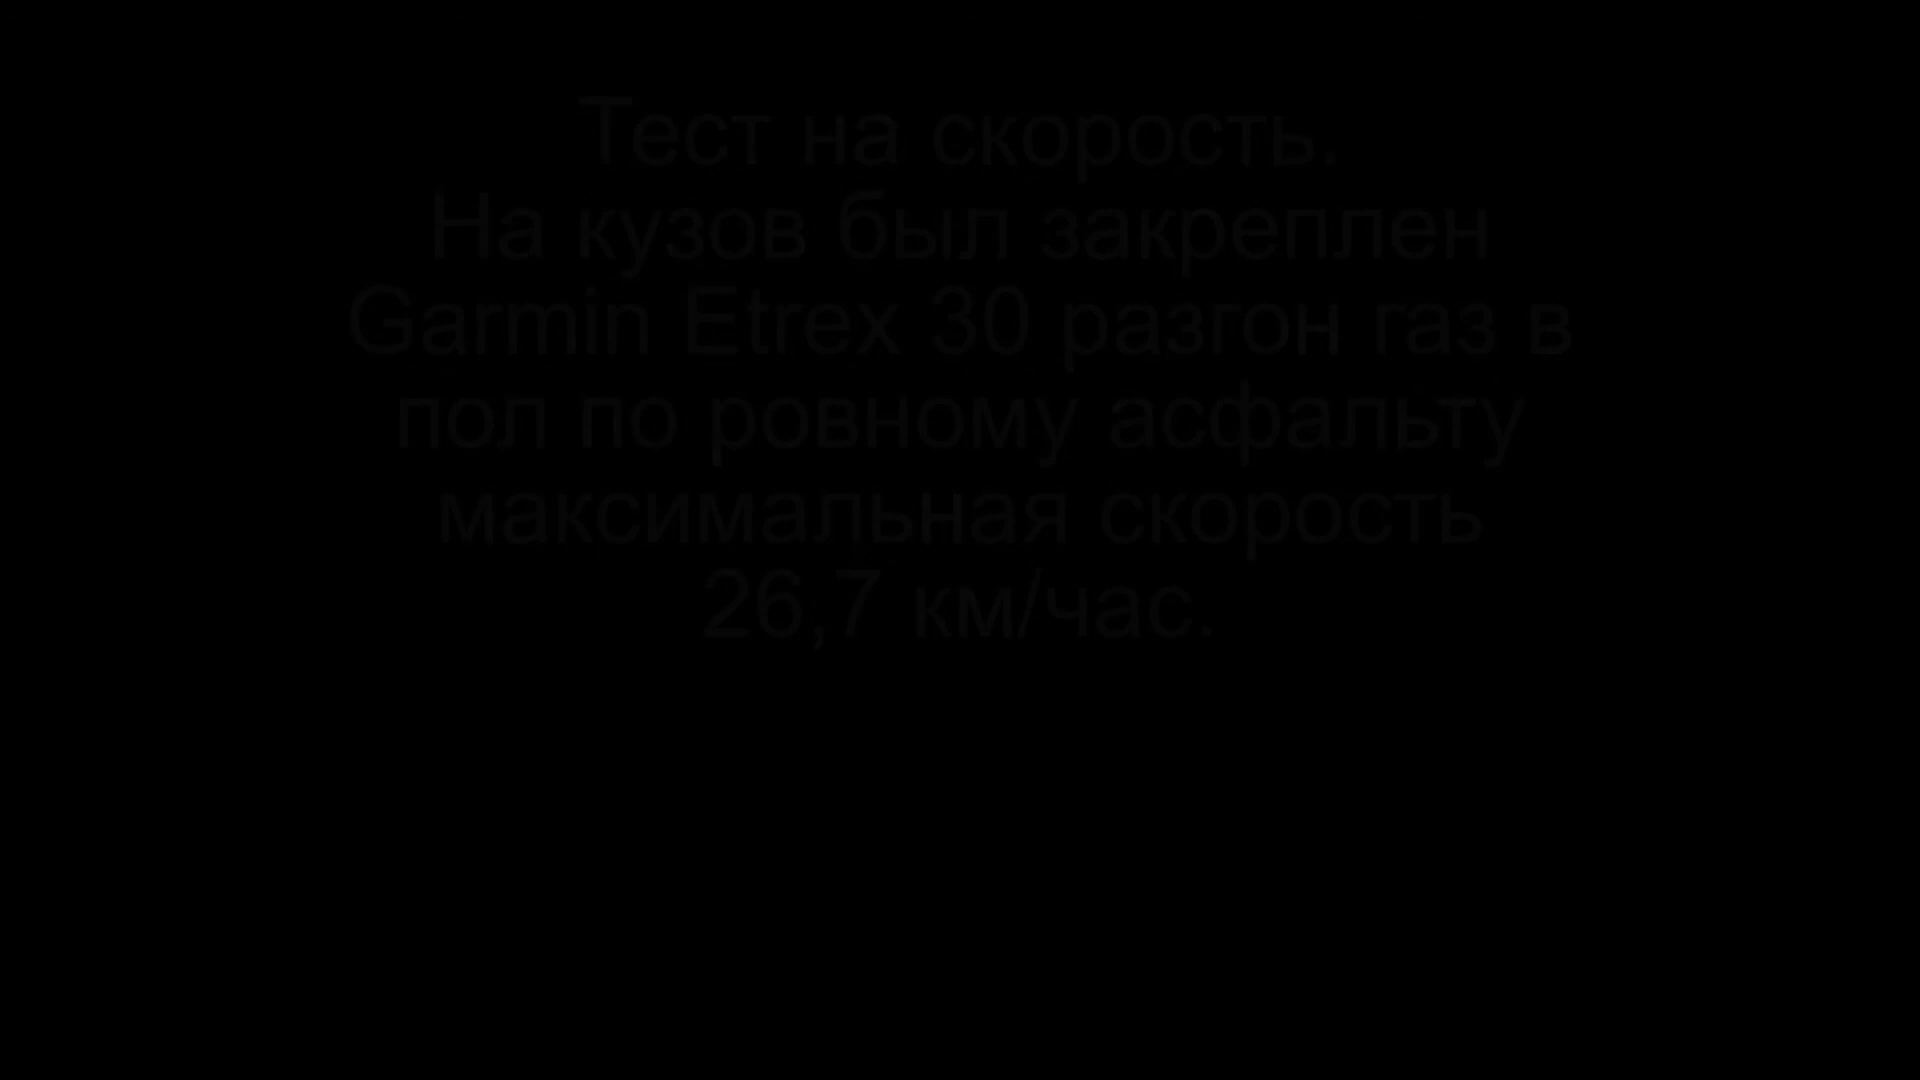 Тест на скорость.
На кузов был закреплен
Garmin Etrex 30 разгон газ в
пол по ровному асфальту
максимальная скорость
26,7 км/час.